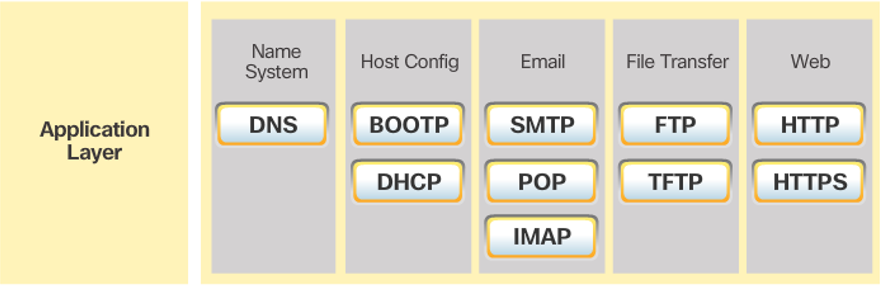 Application
Layer
Name
System
DNS
Host Config
BOOTP
DHCP
Email
SMTP
POP
IMAP
File Transfer
FTP
TFTP
Web
HTTP
HTTPS